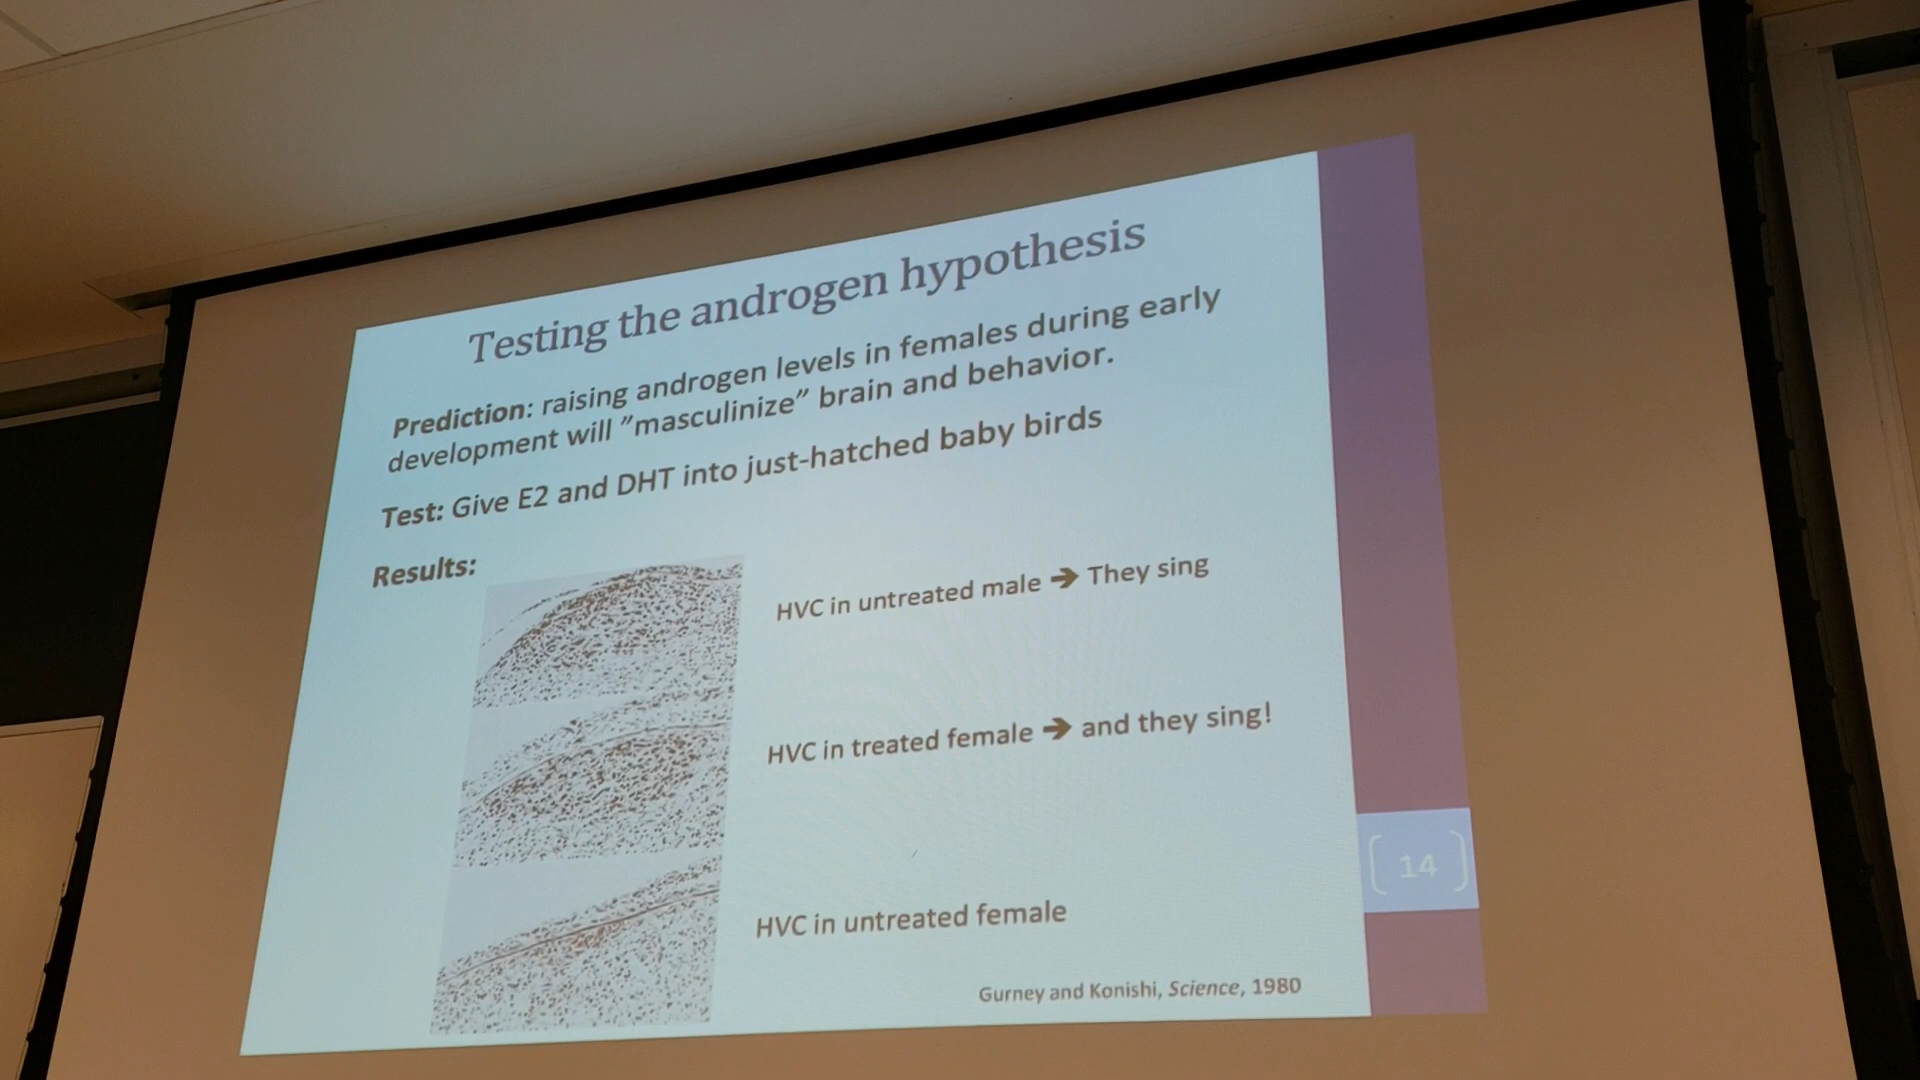 Testing the androgen hypothesis
Prediction: raising androgen levels in females during early
development will ”masculinize” brain and behavior.
Test: Give E2 and DHT into just-hatched baby birds
Results:
HVC in untreated male ➔ They sing
HVC in treated female ➔ and they sing!
HVC in untreated female
Gurney and Konishi, Science, 1980
14